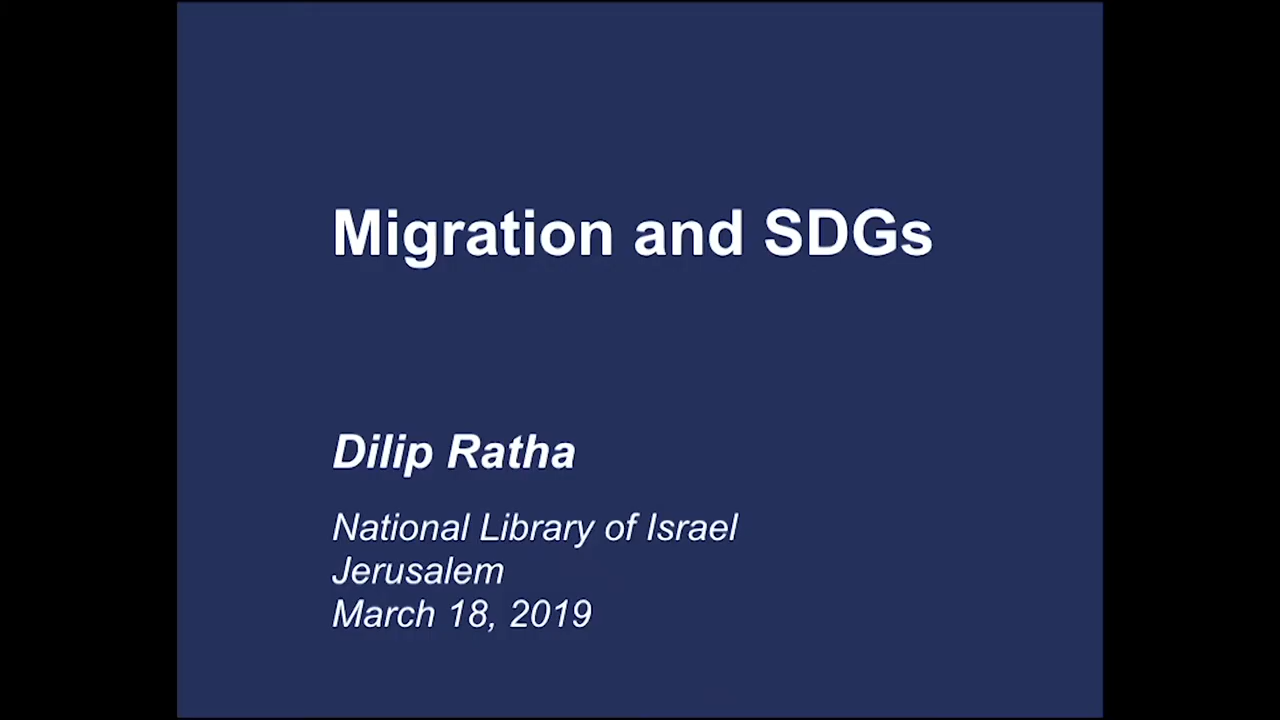 Migration and SDGs
Dilip Ratha
National Library of Israel
Jerusalem
March 18, 2019